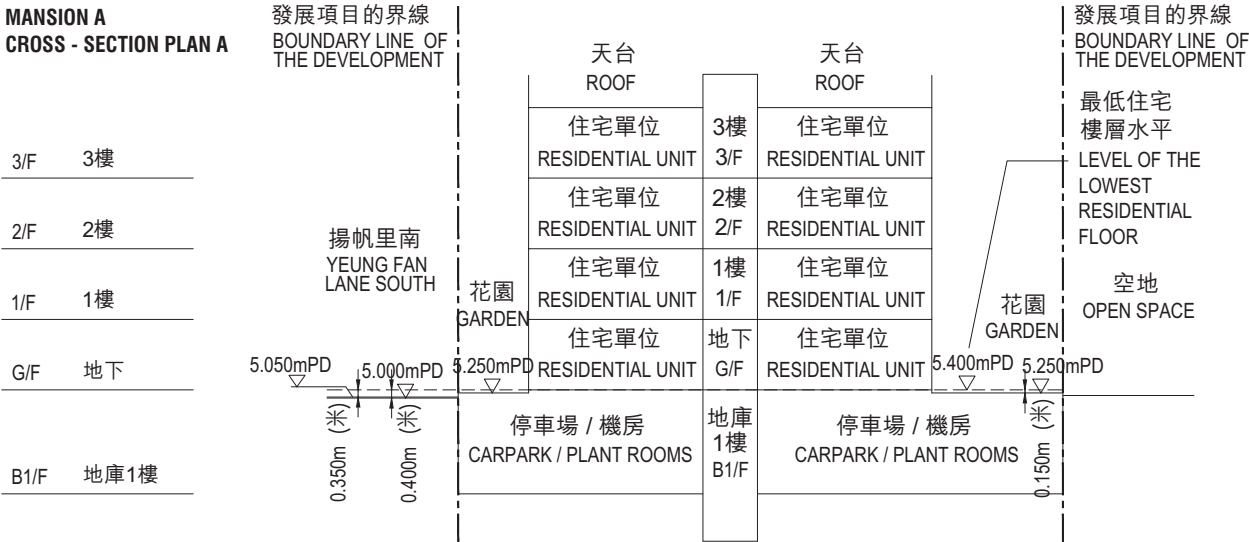 MANSION A
CROSS - SECTION PLAN A
發展項目的界線
BOUNDARY LINE OF
THE DEVELOPMENT
發展項目的界線
BOUNDARY LINE OF
THE DEVELOPMENT
天台
ROOF
天台
ROOF
3/F 3樓
住宅單位
RESIDENTIAL UNIT
3樓
3/F
住宅單位
RESIDENTIAL UNIT
最低住宅
樓層水平
LEVEL OF THE
LOWEST
RESIDENTIAL
FLOOR
2/F 2樓
住宅單位
RESIDENTIAL UNIT
2樓
2/F
住宅單位
RESIDENTIAL UNIT
揚帆里南
YEUNG FAN
LANE SOUTH
1/F 1樓
花園
GARDEN
住宅單位
RESIDENTIAL UNIT
1樓
1/F
住宅單位
RESIDENTIAL UNIT
花園
GARDEN
空地
OPEN SPACE
G/F 地下
5.050mPD
5.000mPD
5.250mPD
住宅單位
RESIDENTIAL UNIT
地下
G/F
住宅單位
RESIDENTIAL UNIT
5.400mPD
5.250mPD
B1/F 地庫1樓
0.350m (米)
0.400m (米)
停車場 / 機房
CARPARK / PLANT ROOMS
地庫
1樓
B1/F
停車場 / 機房
CARPARK / PLANT ROOMS
0.150m (米)